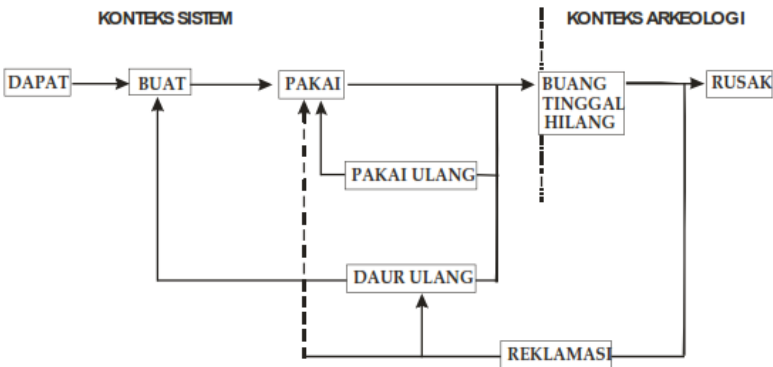 KONTEKS SISTEM
KONTEKS ARKEOLOGI
DAPAT
BUAT
PAKAI
BUANG
TINGGAL
HILANG
RUSAK
PAKAI ULANG
DAUR ULANG
REKLAMASI